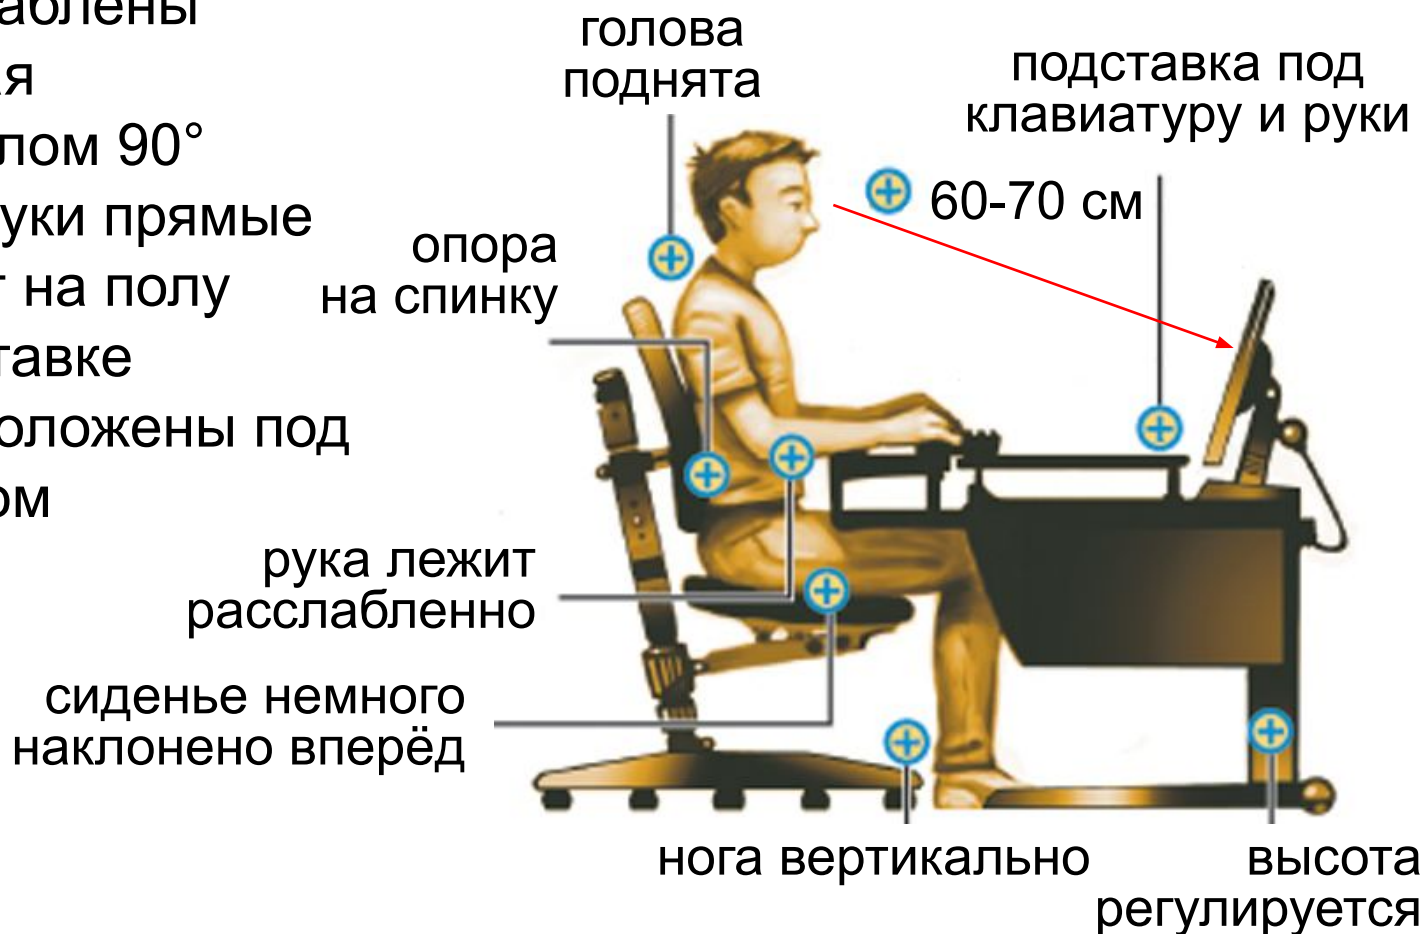 аблены
ая
лом 90°
уки прямые
на полу
тавке
оложены под
ом
голова
поднята
подставка под
клавиатуру и руки
60-70 см
опора
на спинку
рука лежит
расслабленно
сиденье немного
наклонено вперёд
нога вертикально
высота
регулируется